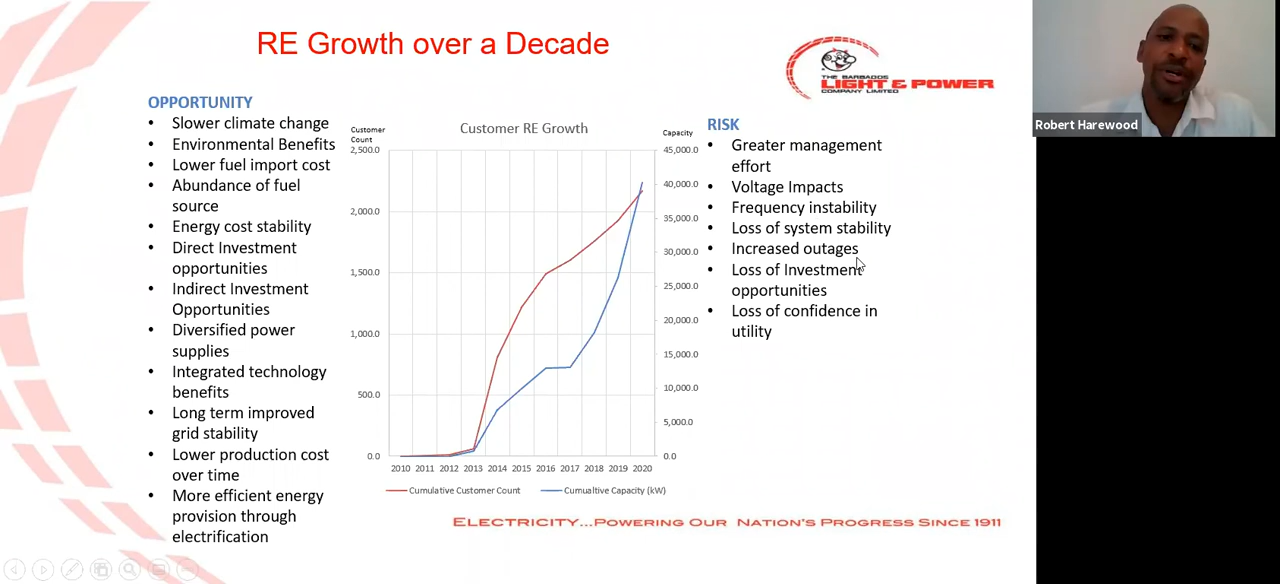 RE Growth over a Decade
THE BARBADOS
LIGHT & POWER
COMPANY LIMITED
Robert Harewood
OPPORTUNITY
• Slower climate change
• Environmental Benefits
• Lower fuel import cost
• Abundance of fuel
source
• Energy cost stability
• Direct Investment
opportunities
• Indirect Investment
Opportunities
• Diversified power
supplies
• Integrated technology
benefits
• Long term improved
grid stability
• Lower production cost
over time
• More efficient energy
provision through
electrification
Customer
Count
Customer RE Growth
Capacity
2,500.0
2,000.0
1,500.0
1,000.0
500.0
0.0
45,000.0
40,000.0
35,000.0
30,000.0
25,000.0
20,000.0
15,000.0
10,000.0
5,000.0
0.0
2010 2011 2012 2013 2014 2015 2016 2017 2018 2019 2020
Cumulative Customer Count Cumualtive Capacity (kW)
RISK
• Greater management
effort
• Voltage Impacts
• Frequency instability
• Loss of system stability
• Increased outages
• Loss of Investment
opportunities
• Loss of confidence in
utility
ELECTRICITY...POWERING OUR NATION'S PROGRESS SINCE 1911